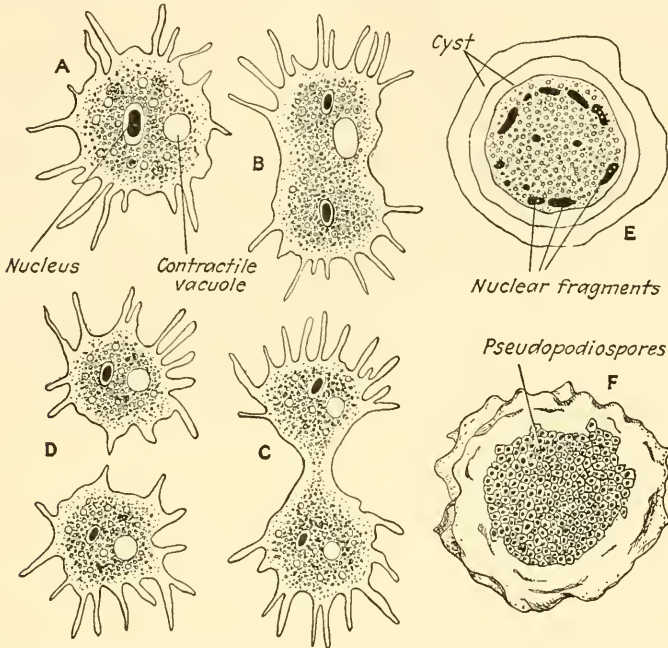 A
B
Cyst
E
Nucleus
Contractile
vacuole
Nuclear fragments
Pseudopodiospores
F
D
C